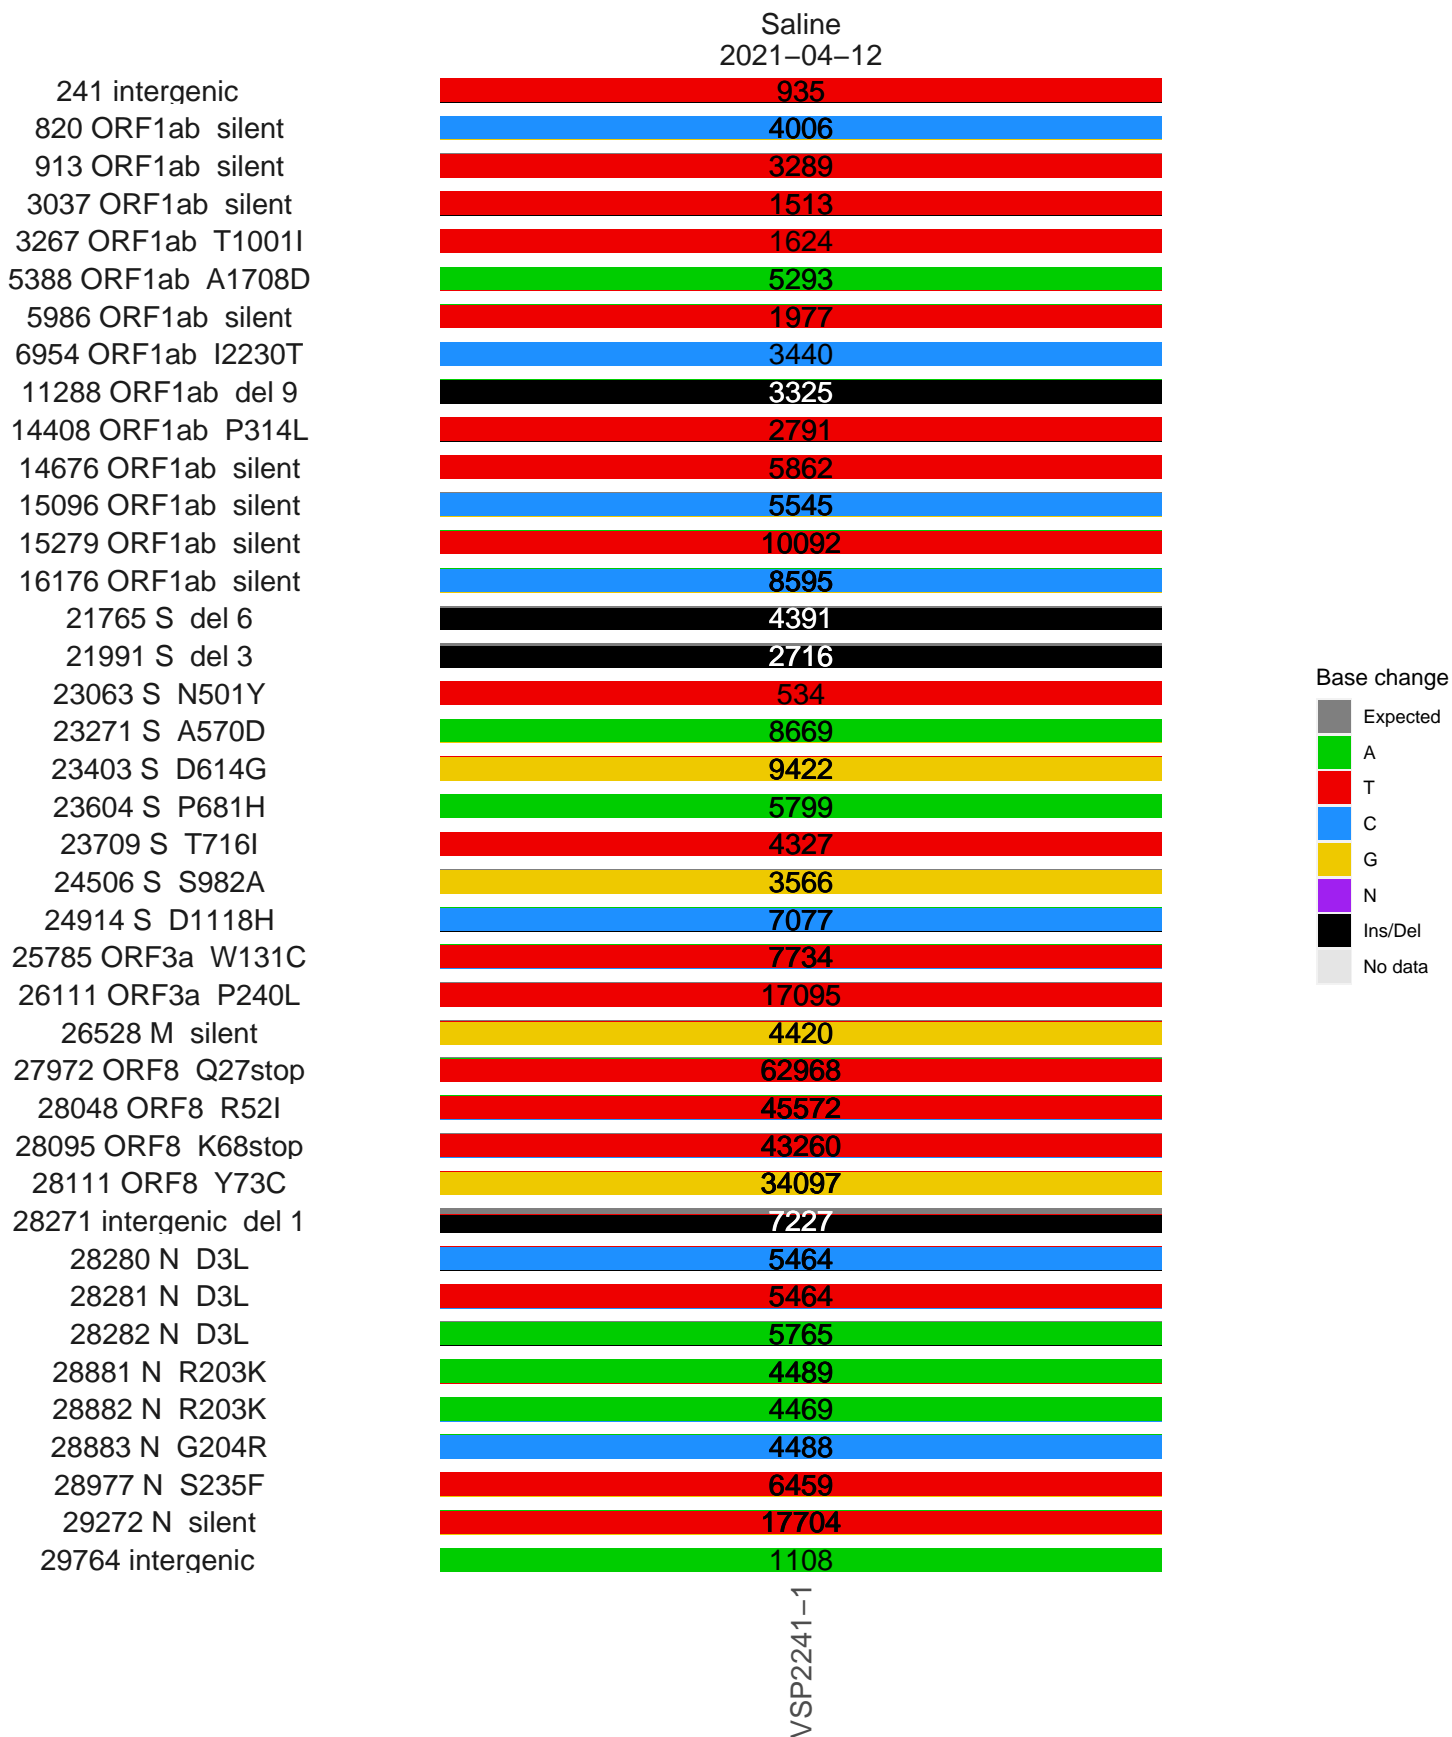 Saline
2021−04−12
241 intergenic 935
820 ORF1ab silent 4006
913 ORF1ab silent 3289
3037 ORF1ab silent 1513
3267 ORF1ab T1001I 1624
5388 ORF1ab A1708D 5293
5986 ORF1ab silent 1977
6954 ORF1ab I2230T 3440
11288 ORF1ab del 9 3325
14408 ORF1ab P314L 2791
14676 ORF1ab silent 5862
15096 ORF1ab silent 5545
15279 ORF1ab silent 10092
16176 ORF1ab silent 8595
21765 S del 6 4391
21991 S del 3 2716
23063 S N501Y 534
23271 S A570D 8669
23403 S D614G 9422
23604 S P681H 5799
23709 S T716I 4327
24506 S S982A 3566
24914 S D1118H 7077
25785 ORF3a W131C 7734
26111 ORF3a P240L 17095
26528 M silent 4420
27972 ORF8 Q27stop 62968
28048 ORF8 R52I 45572
28095 ORF8 K68stop 43260
28111 ORF8 Y73C 34097
28271 intergenic del 1 7227
28280 N D3L 5464
28281 N D3L 5464
28282 N D3L 5765
28881 N R203K 4489
28882 N R203K 4469
28883 N G204R 4488
28977 N S235F 6459
29272 N silent 17704
29764 intergenic 1108
VSP2241−1
Base change
Expected
A
T
C
G
N
Ins/Del
No data